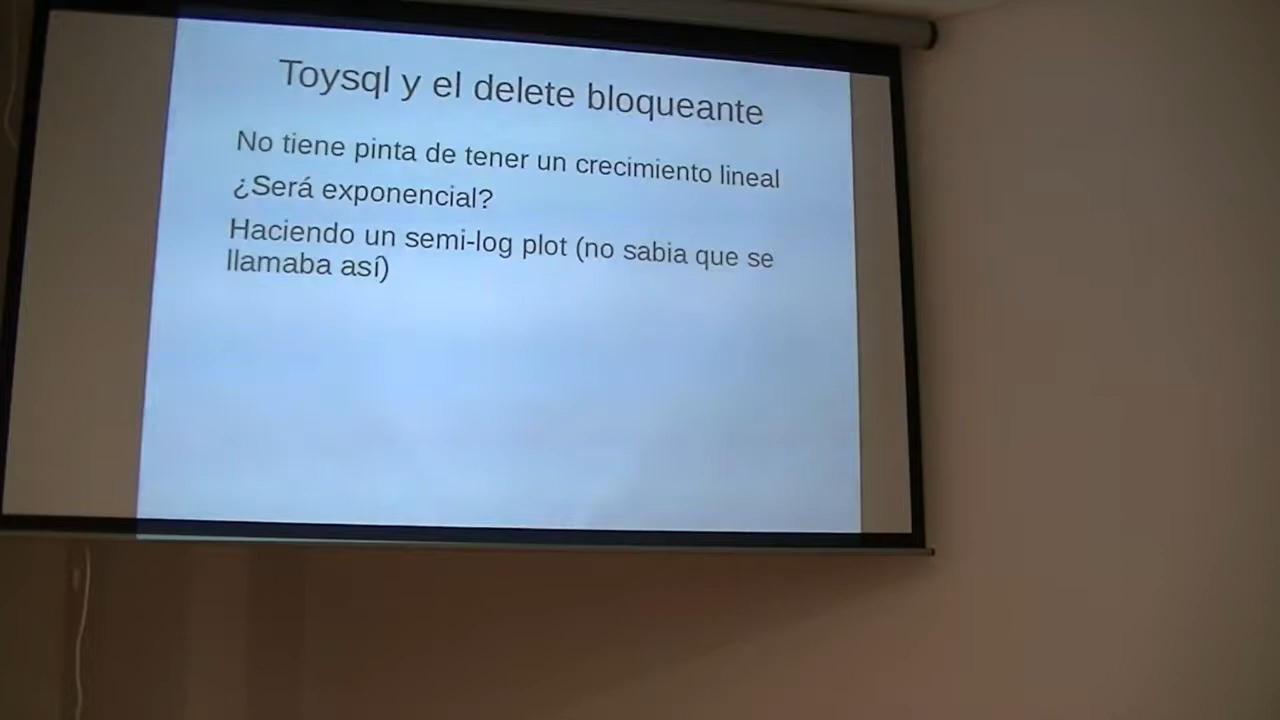 Toysql y el delete bloqueante
No tiene pinta de tener un crecimiento lineal
¿Será exponencial?
Haciendo un semi-log plot (no sabia que se
llamaba así)